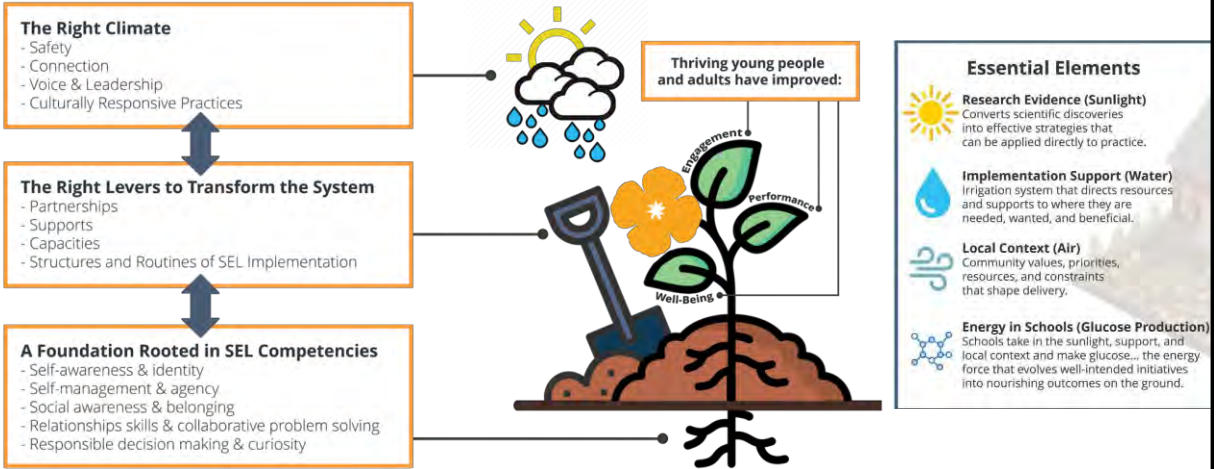 The Right Climate
- Safety
- Connection
- Voice & Leadership
- Culturally Responsive Practices
The Right Levers to Transform the System
- Partnerships
- Supports
- Capacities
- Structures and Routines of SEL Implementation
A Foundation Rooted in SEL Competencies
- Self-awareness & identity
- Self-management & agency
- Social awareness & belonging
- Relationships skills & collaborative problem solving
- Responsible decision making & curiosity
Thriving young people
and adults have improved:
Engagement
Performance
Well-Being
Essential Elements
Research Evidence (Sunlight)
Converts scientific discoveries
into effective strategies that
can be applied directly to practice.
Implementation Support (Water)
Irrigation system that directs resources
and supports to where they are
needed, wanted, and beneficial.
Local Context (Air)
Community values, priorities,
resources, and constraints
that shape delivery.
Energy in Schools (Glucose Production)
Schools take in the sunlight, support, and
local context and make glucose... the energy
force that evolves well-intended initiatives
into nourishing outcomes on the ground.